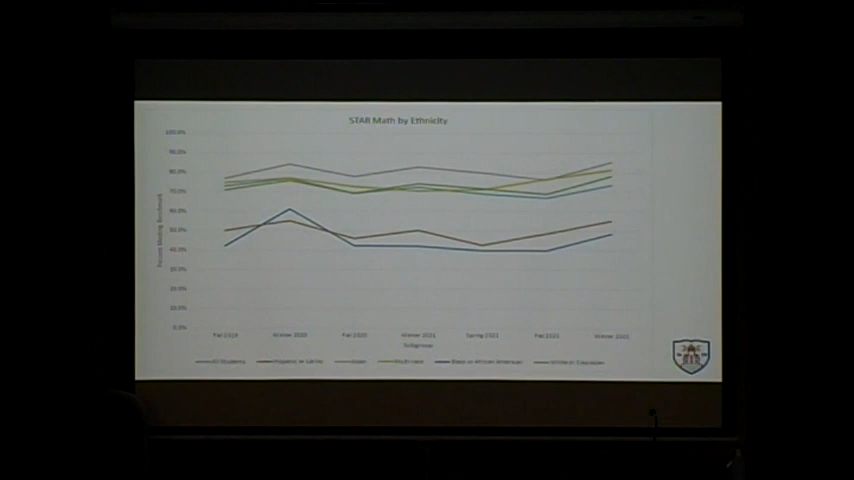 STAR Math by Ethnicity
100.0%
90.0%
80.0%
70.0%
60.0%
50.0%
40.0%
30.0%
20.0%
10.0%
0.0%
Percent Meeting Benchmark
Fall 2019 Winter 2020 Fall 2020 Winter 2021 Spring 2021 Fall 2021 Winter 2022
Subgroup
All Students Hispanic or Latino Asian Multi-race Black or African American White or Caucasian